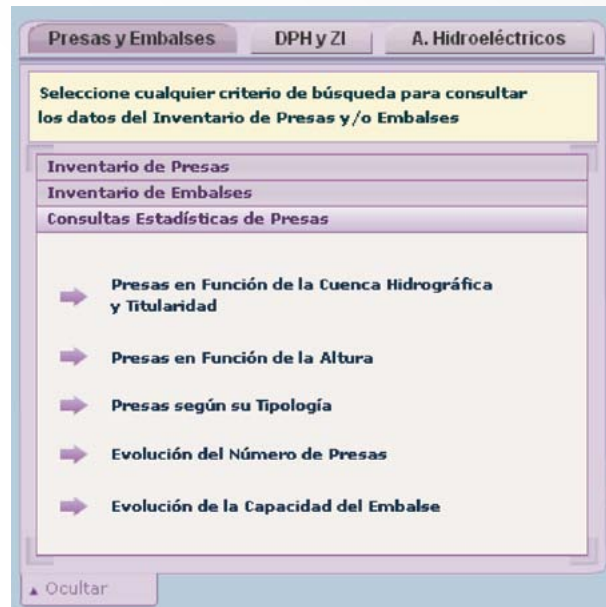 Presas y Embalses DPH y ZI A. Hidroeléctricos
Seleccione cualquier criterio de búsqueda para consultar
los datos del Inventario de Presas y/o Embalses
Inventario de Presas
Inventario de Embalses
Consultas Estadísticas de Presas
Presas en Función de la Cuenca Hidrográfica
y Titularidad
Presas en Función de la Altura
Presas según su Tipología
Evolución del Número de Presas
Evolución de la Capacidad del Embalse
Ocultar